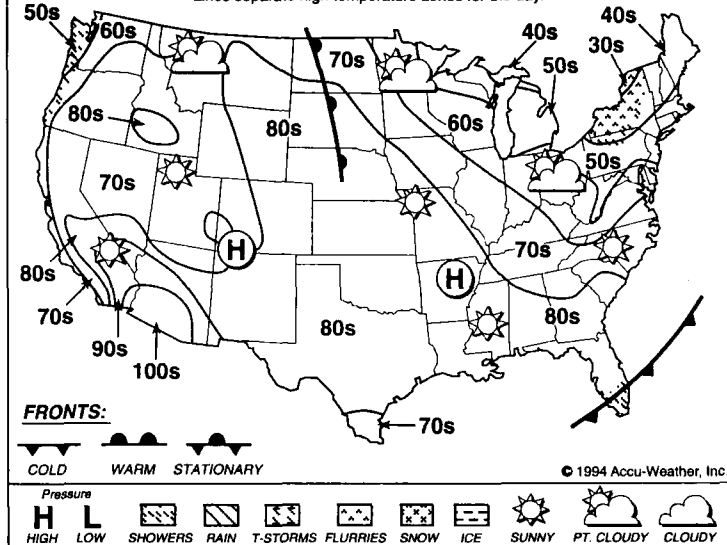 Lines separate high temperature zones for the day.
50s
60s
70s
40s
40s
30s
50s
80s
80s
60s
50s
70s
H
H
70s
80s
70s
80s
80s
90s
100s
70s
FRONTS:
COLD WARM STATIONARY
© 1994 Accu-Weather, Inc.
Pressure
H L
HIGH LOW SHOWERS RAIN T-STORMS FLURRIES SNOW ICE SUNNY PT. CLOUDY CLOUDY